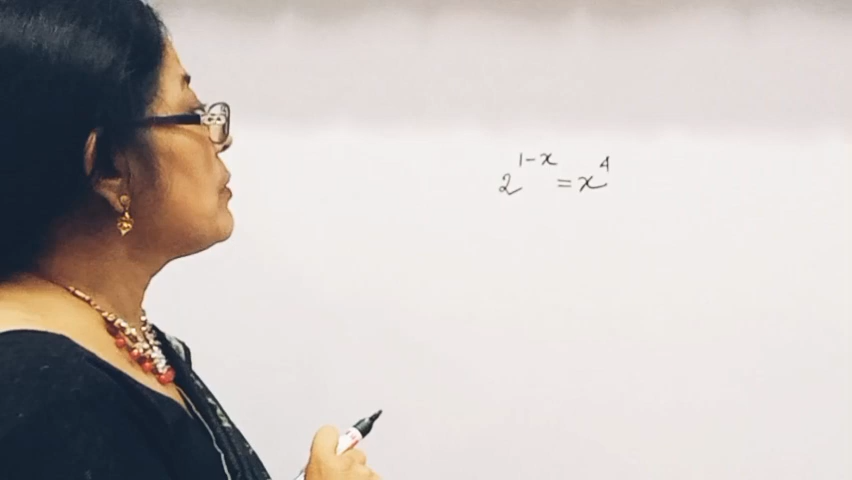 2^{1-x} = x^4